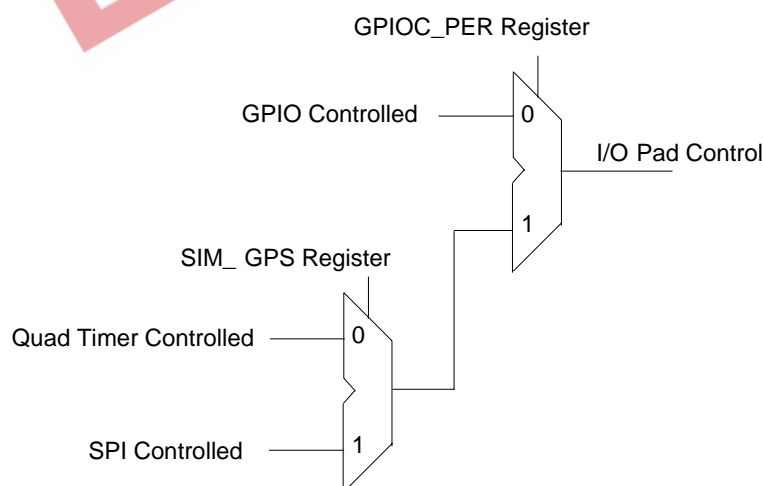 GPIOC_PER Register
GPIO Controlled
0
I/O Pad Control
1
SIM_ GPS Register
Quad Timer Controlled
0
SPI Controlled
1